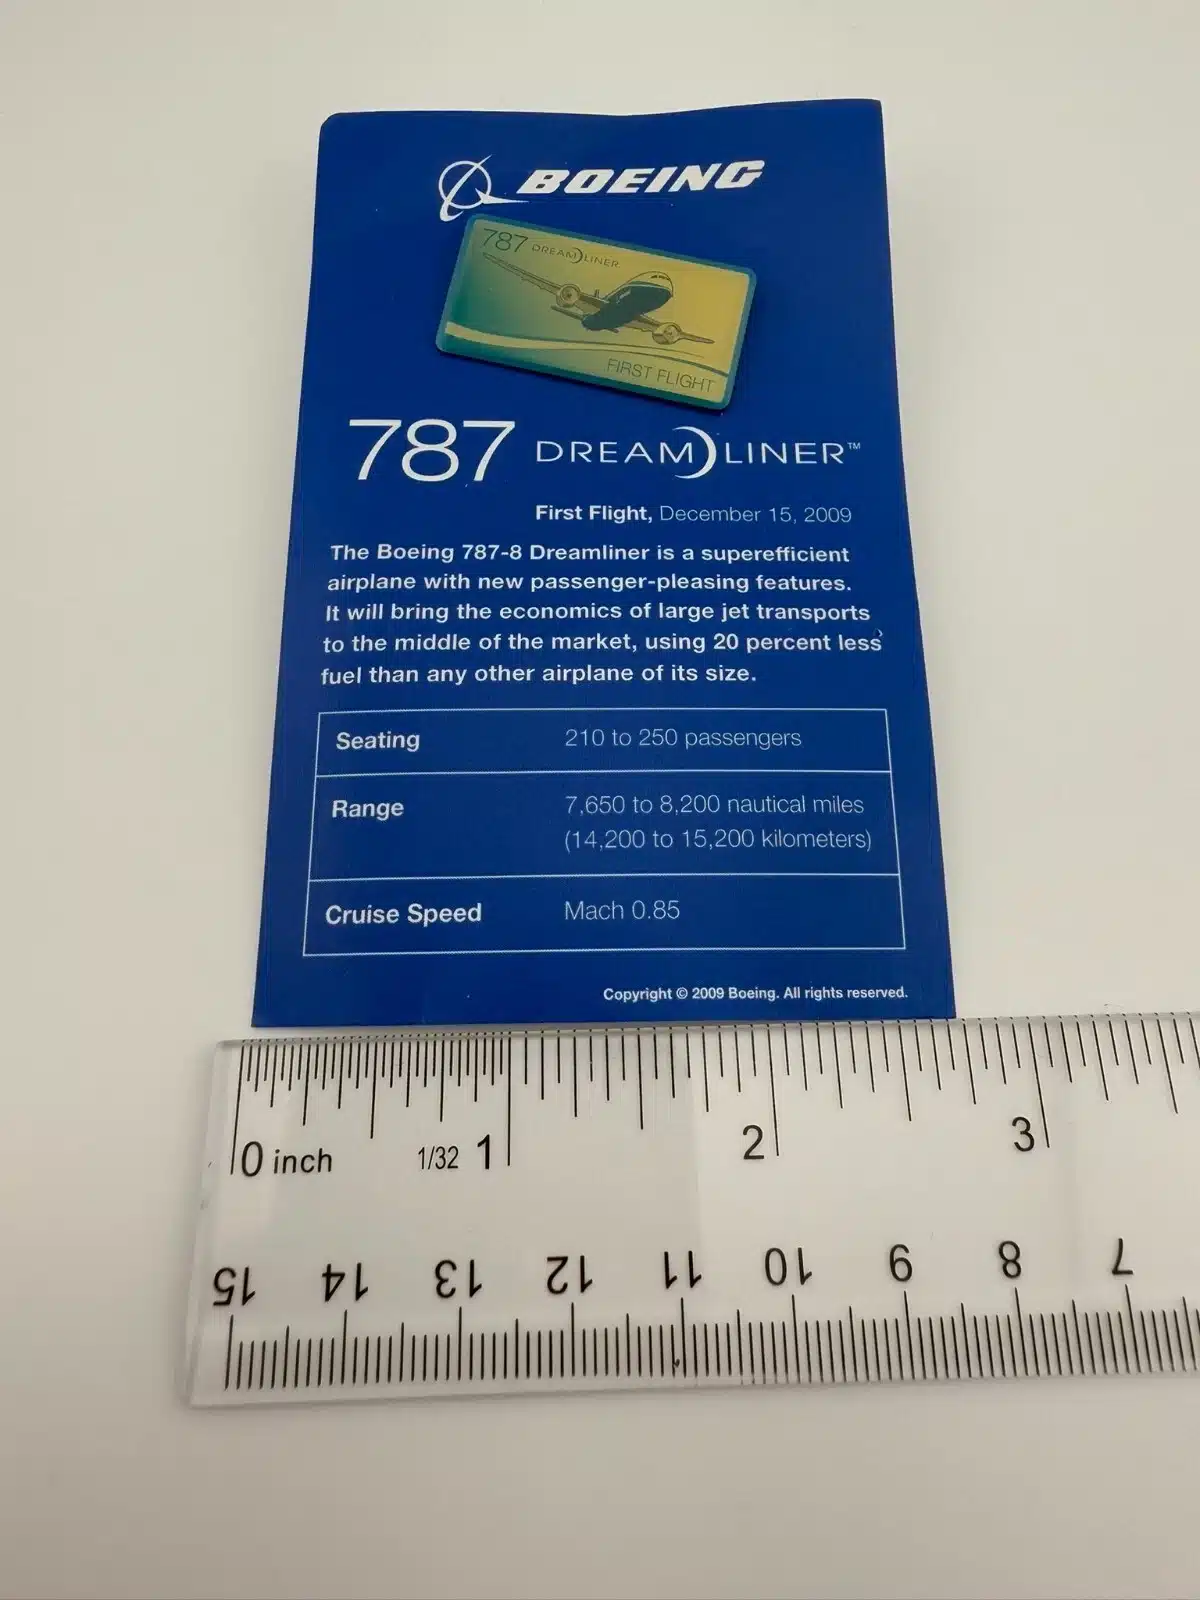 BOEING
787 DREAMLINER
FIRST FLIGHT
787 DREAMLINER™
First Flight, December 15, 2009
The Boeing 787-8 Dreamliner is a superefficient
airplane with new passenger-pleasing features.
It will bring the economics of large jet transports
to the middle of the market, using 20 percent less
fuel than any other airplane of its size.
Seating 210 to 250 passengers
Range 7,650 to 8,200 nautical miles
(14,200 to 15,200 kilometers)
Cruise Speed Mach 0.85
Copyright © 2009 Boeing. All rights reserved.
0 inch 1/32 1 2 3
15 14 13 12 11 10 9 8 7